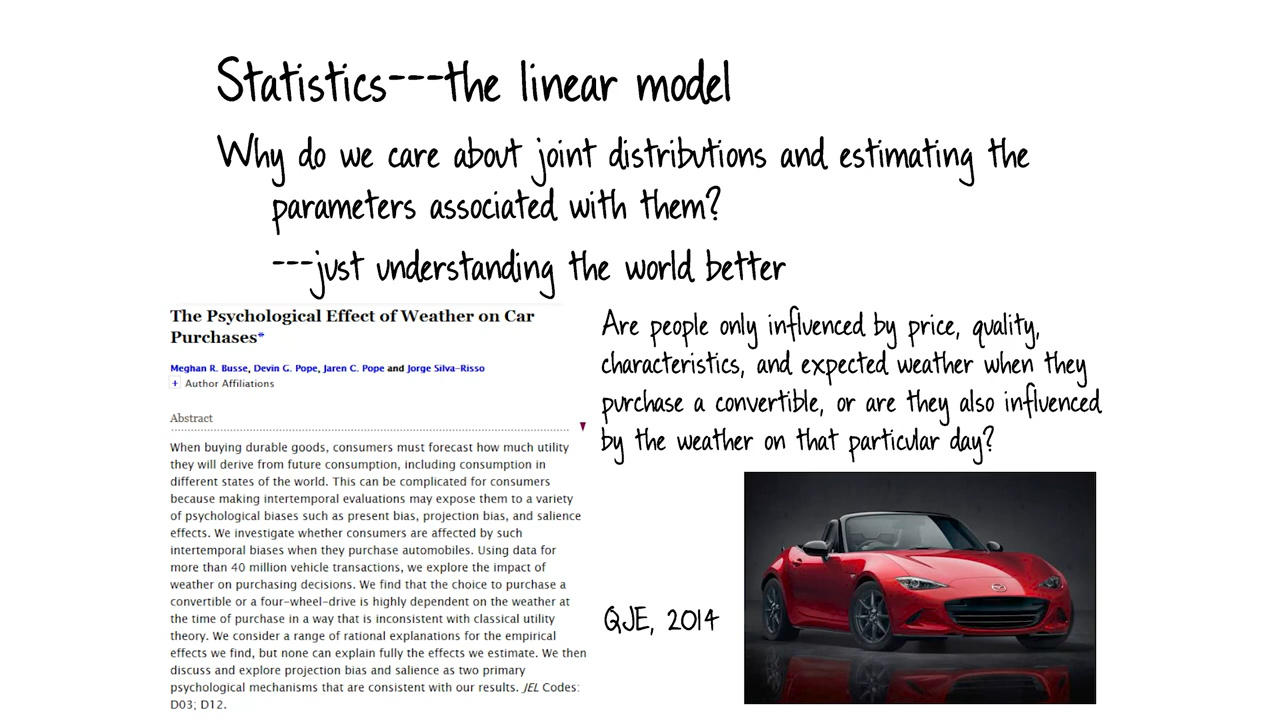 Statistics---the linear model
Why do we care about joint distributions and estimating the
parameters associated with them?
---just understanding the world better
The Psychological Effect of Weather on Car
Purchases*
Meghan R. Busse, Devin G. Pope, Jaren C. Pope and Jorge Silva-Risso
+ Author Affiliations
Abstract
When buying durable goods, consumers must forecast how much utility
they will derive from future consumption, including consumption in
different states of the world. This can be complicated for consumers
because making intertemporal evaluations may expose them to a variety
of psychological biases such as present bias, projection bias, and salience
effects. We investigate whether consumers are affected by such
intertemporal biases when they purchase automobiles. Using data for
more than 40 million vehicle transactions, we explore the impact of
weather on purchasing decisions. We find that the choice to purchase a
convertible or a four-wheel-drive is highly dependent on the weather at
the time of purchase in a way that is inconsistent with classical utility
theory. We consider a range of rational explanations for the empirical
effects we find, but none can explain fully the effects we estimate. We then
discuss and explore projection bias and salience as two primary
psychological mechanisms that are consistent with our results. JEL Codes:
D03; D12.
Are people only influenced by price, quality,
characteristics, and expected weather when they
purchase a convertible, or are they also influenced
by the weather on that particular day?
QJE, 2014